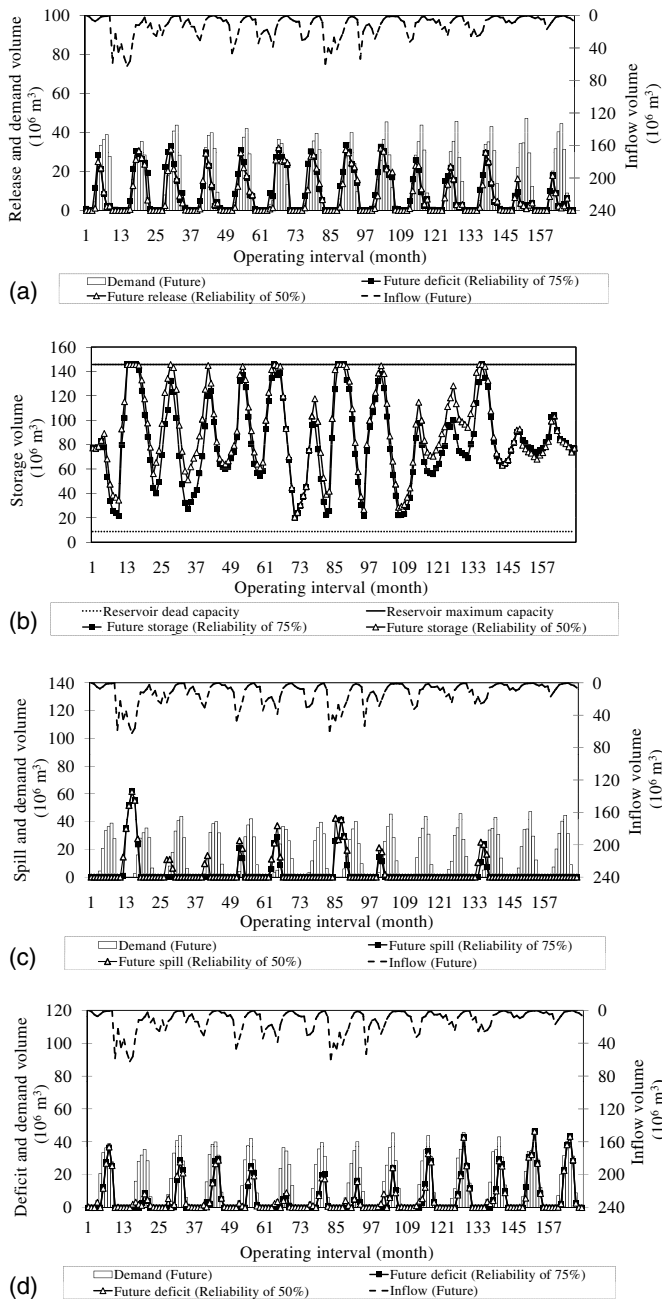 100
80
60
40
20
0
Release and demand volume
(10⁶ m³)
0
40
80
120
160
200
240
Inflow volume
(10⁶ m³)
1 13 25 37 49 61 73 85 97 109 121 133 145 157
Operating interval (month)
Demand (Future) Future deficit (Reliability of 75%)
Future release (Reliability of 50%) Inflow (Future)
(a)
160
140
120
100
80
60
40
20
0
Storage volume
(10⁶ m³)
1 13 25 37 49 61 73 85 97 109 121 133 145 157
Operating interval (month)
Reservoir dead capacity Reservoir maximum capacity
Future storage (Reliability of 75%) Future storage (Reliability of 50%)
(b)
140
120
100
80
60
40
20
0
Spill and demand volume
(10⁶ m³)
0
40
80
120
160
200
240
Inflow volume
(10⁶ m³)
1 13 25 37 49 61 73 85 97 109 121 133 145 157
Operating interval (month)
Demand (Future) Future spill (Reliability of 75%)
Future spill (Reliability of 50%) Inflow (Future)
(c)
120
100
80
60
40
20
0
Deficit and demand volume
(10⁶ m³)
0
40
80
120
160
200
240
Inflow volume
(10⁶ m³)
1 13 25 37 49 61 73 85 97 109 121 133 145 157
Operating interval (month)
Demand (Future) Future deficit (Reliability of 75%)
Future deficit (Reliability of 50%) Inflow (Future)
(d)